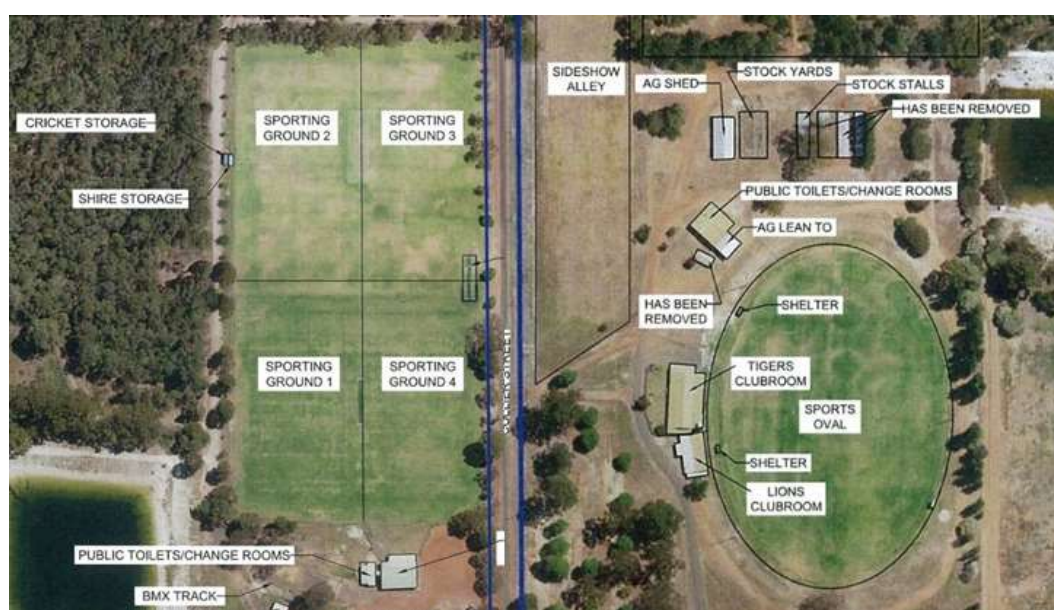 SIDESHOW
ALLEY
STOCK YARDS
AG SHED
STOCK STALLS
HAS BEEN REMOVED
CRICKET STORAGE
SPORTING
GROUND 2
SPORTING
GROUND 3
SHIRE STORAGE
PUBLIC TOILETS/CHANGE ROOMS
AG LEAN TO
HAS BEEN
REMOVED
SHELTER
SPORTING
GROUND 1
SPORTING
GROUND 4
TIGERS
CLUBROOM
SPORTS
OVAL
SHELTER
LIONS
CLUBROOM
PUBLIC TOILETS/CHANGE ROOMS
BMX TRACK